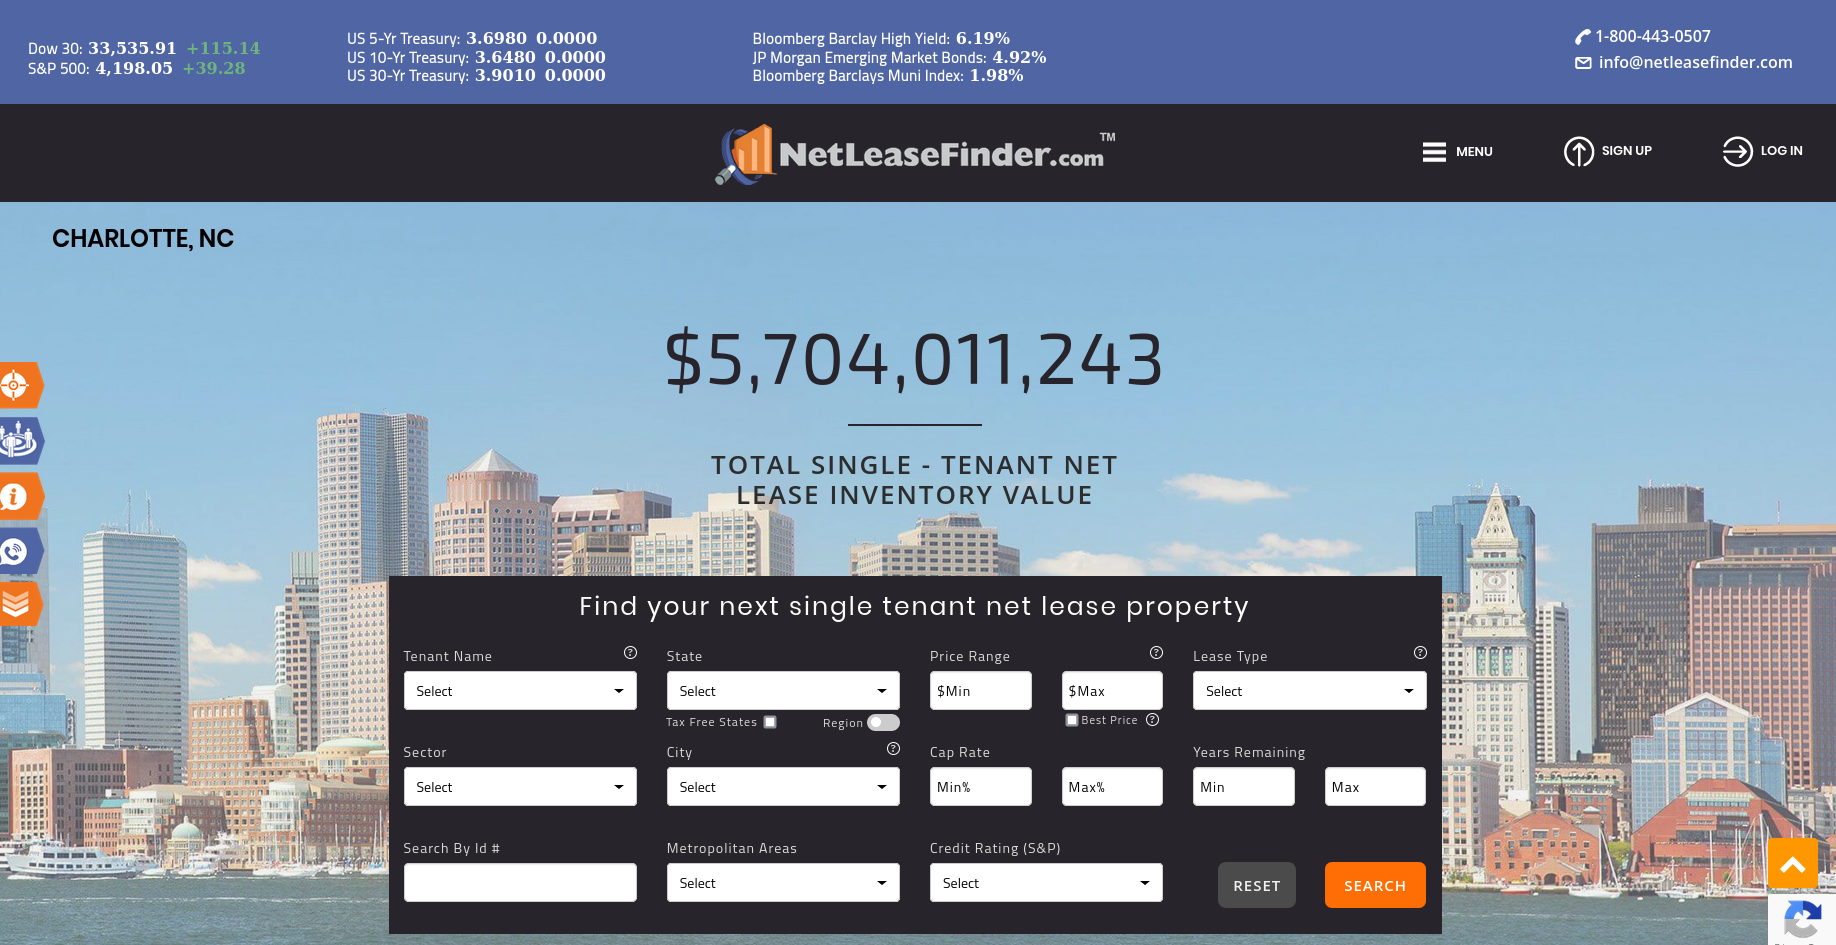 Dow 30: 33,535.91 +115.14
S&P 500: 4,198.05 +39.28
US 5-Yr Treasury: 3.6980 0.0000
US 10-Yr Treasury: 3.6480 0.0000
US 30-Yr Treasury: 3.9010 0.0000
Bloomberg Barclay High Yield: 6.19%
JP Morgan Emerging Market Bonds: 4.92%
Bloomberg Barclays Muni Index: 1.98%
1-800-443-0507
info@netleasefinder.com
NetLeaseFinder.com™
MENU
SIGN UP
LOG IN
CHARLOTTE, NC
$5,704,011,243
TOTAL SINGLE - TENANT NET
LEASE INVENTORY VALUE
Find your next single tenant net lease property
Tenant Name
State
Price Range
Lease Type
Select
Select
$Min
$Max
Select
Tax Free States
Region
Best Price
Sector
City
Cap Rate
Years Remaining
Select
Select
Min%
Max%
Min
Max
Search By Id #
Metropolitan Areas
Credit Rating (S&P)
Select
Select
RESET
SEARCH